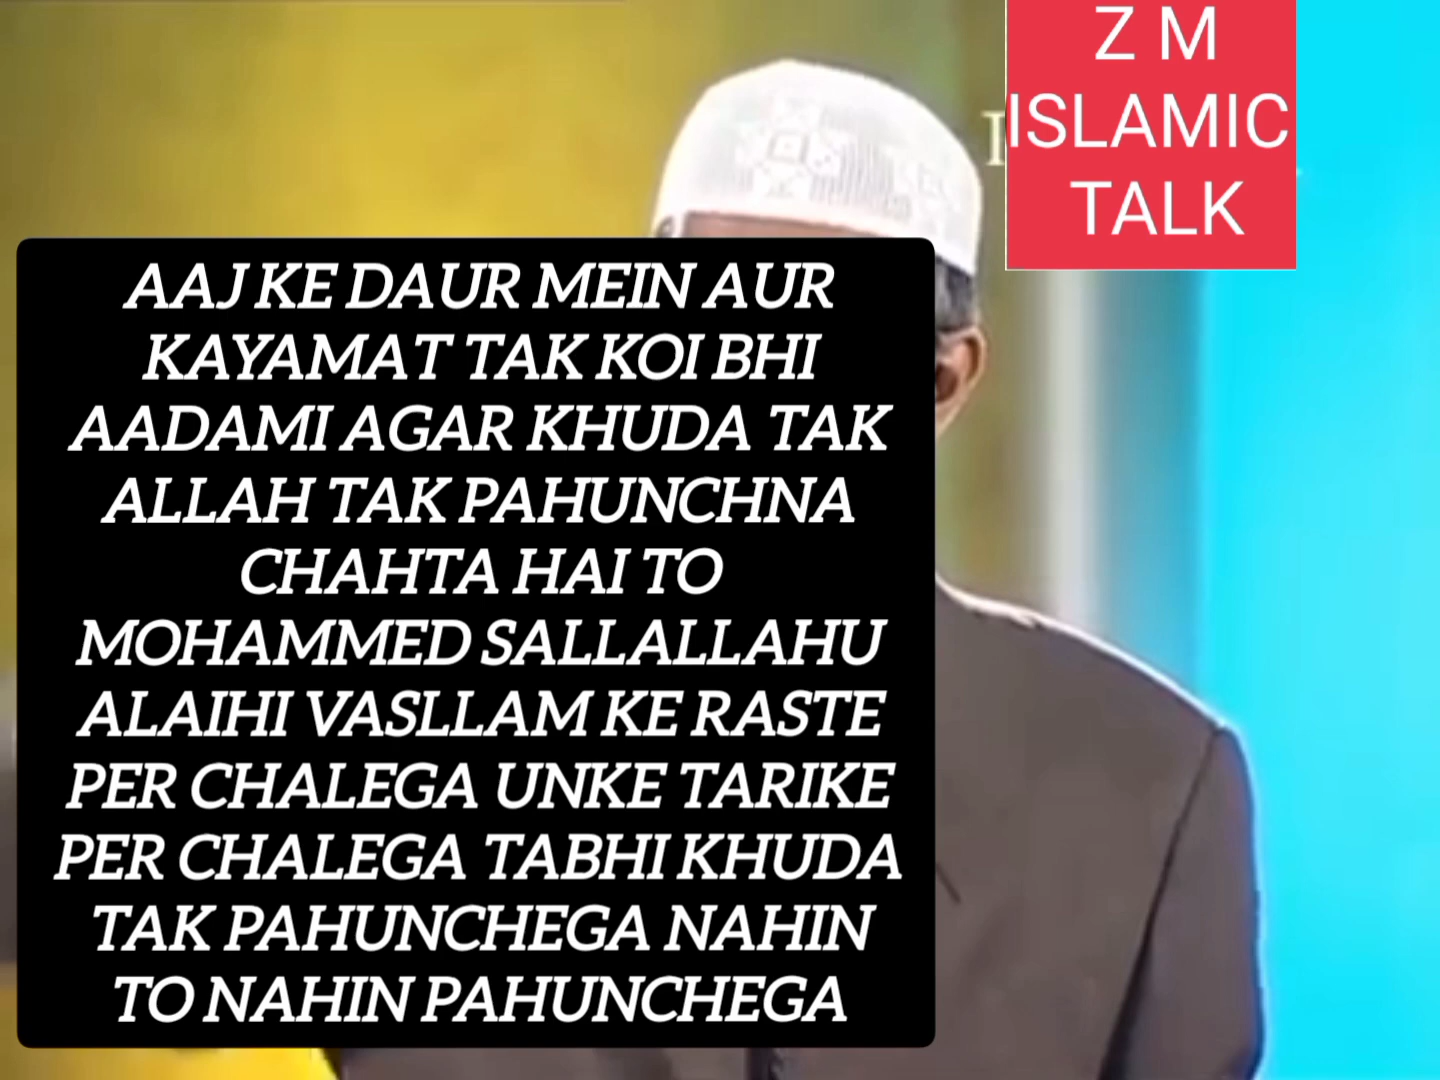 Z M
ISLAMIC
TALK
AAJ KE DAUR MEIN AUR
KAYAMAT TAK KOI BHI
AADAMI AGAR KHUDA TAK
ALLAH TAK PAHUNCHNA
CHAHTA HAI TO
MOHAMMED SALLALLAHU
ALAIHI VASLLAM KE RASTE
PER CHALEGA UNKE TARIKE
PER CHALEGA TABHI KHUDA
TAK PAHUNCHEGA NAHIN
TO NAHIN PAHUNCHEGA